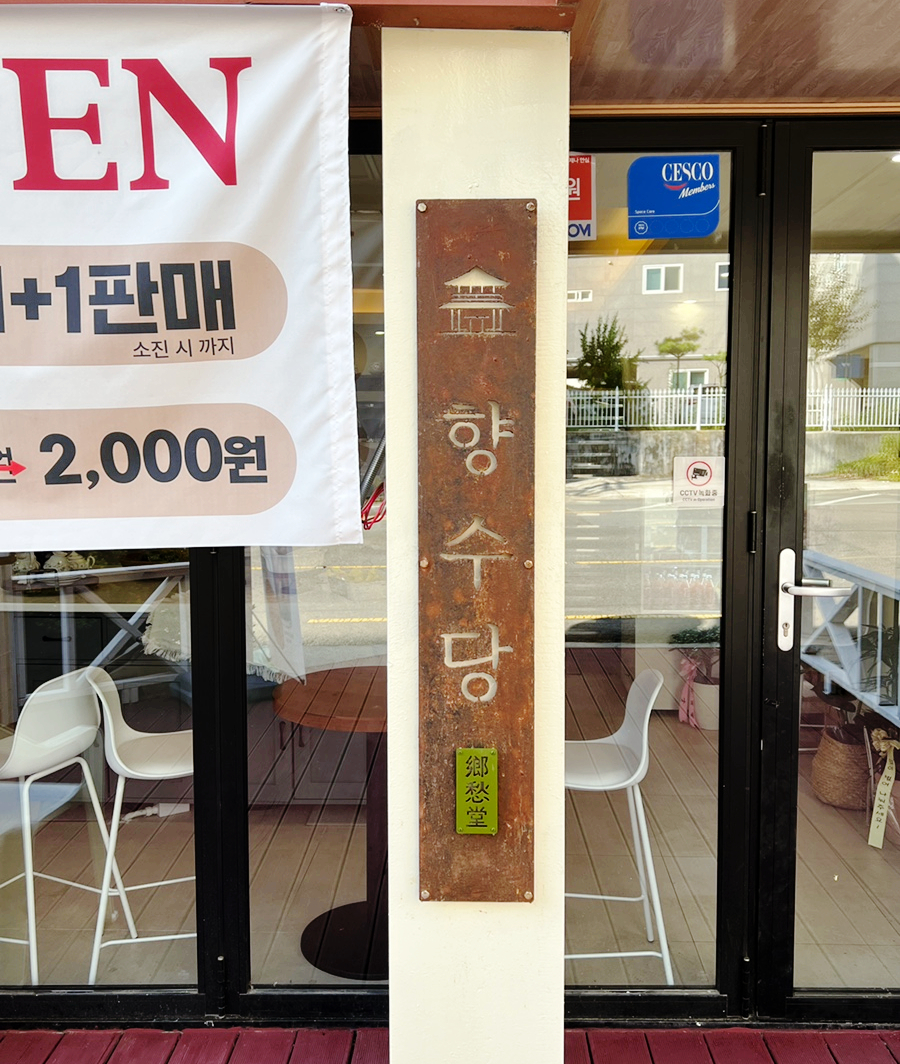 EN
+1판매
소진 시 까지
2,000원
향
수
당
鄕
愁
堂
CESCO
Members
CCTV 녹화중